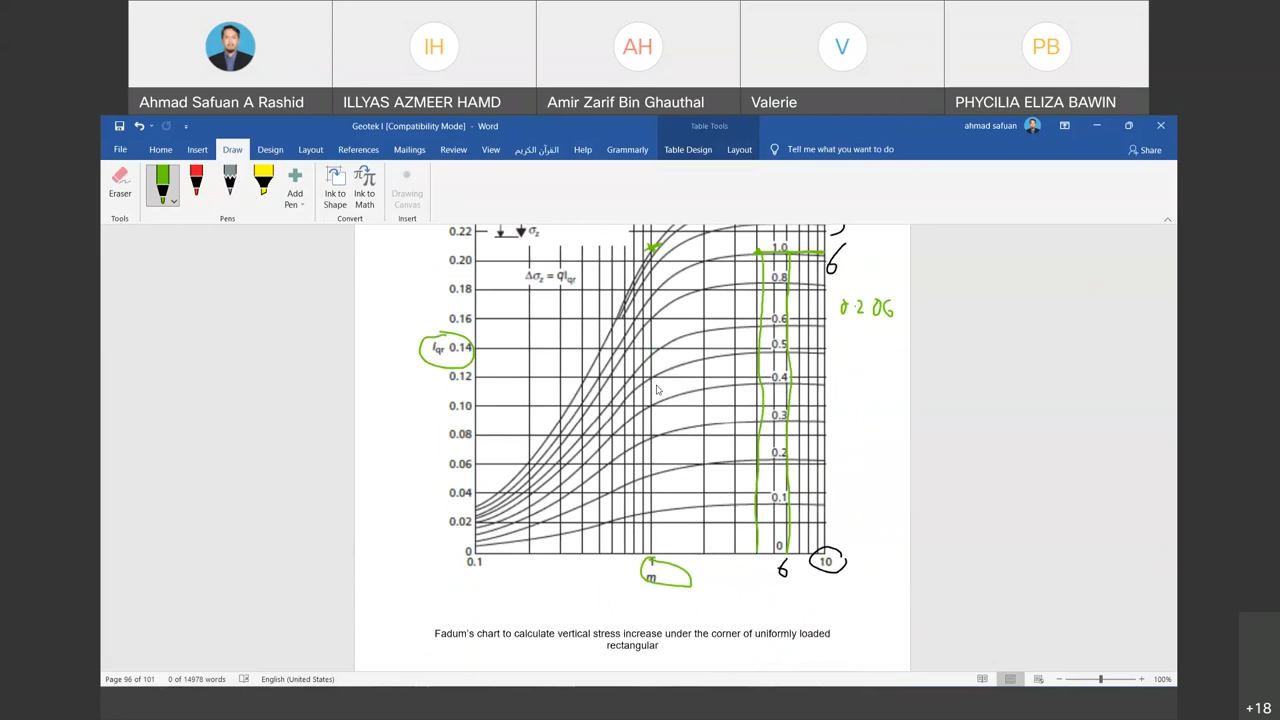 IH
AH
V
PB
Ahmad Safuan A Rashid
ILLYAS AZMEER HAMD
Amir Zarif Bin Ghauthal
Valerie
PHYCILIA ELIZA BAWIN
Geotek I [Compatibility Mode] - Word
Table Tools
ahmad safuan
File Home Insert Draw Design Layout References Mailings Review View القرآن الكريم Help Grammarly Table Design Layout Tell me what you want to do Share
Eraser
Add Pen
Ink to Shape
Ink to Math
Drawing Canvas
Tools Pens Convert Insert
0.22
σz
1.0
0.20
Δσz = qIqr
6
0.8
0.18
0.206
0.16
0.6
Iqr 0.14
0.5
0.12
0.4
0.10
0.3
0.08
0.2
0.06
0.04
0.1
0.02
0
0
0.1 1 6 10
m
Fadum's chart to calculate vertical stress increase under the corner of uniformly loaded
rectangular
Page 96 of 101 0 of 14978 words English (United States) 100%
+18